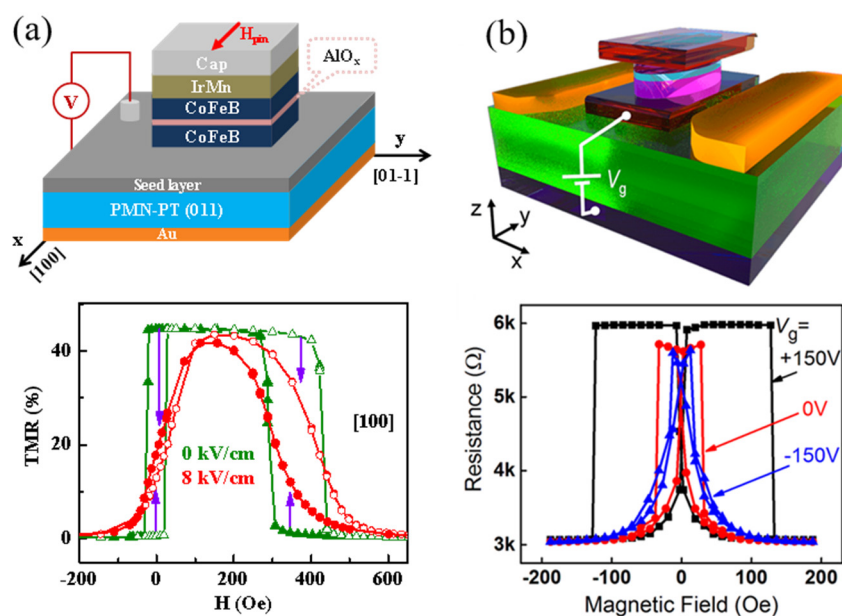 (a)
H_pin
Cap
AlO_x
IrMn
CoFeB
CoFeB
V
y
[01-1]
Seed layer
PMN-PT (011)
Au
x
[100]
TMR (%)
40
20
0
[100]
0 kV/cm
8 kV/cm
-200
0
200
400
600
H (Oe)
(b)
V_g
z
y
x
Resistance (Ω)
6k
5k
4k
3k
V_g=
+150V
0V
-150V
-200
-100
0
100
200
Magnetic Field (Oe)